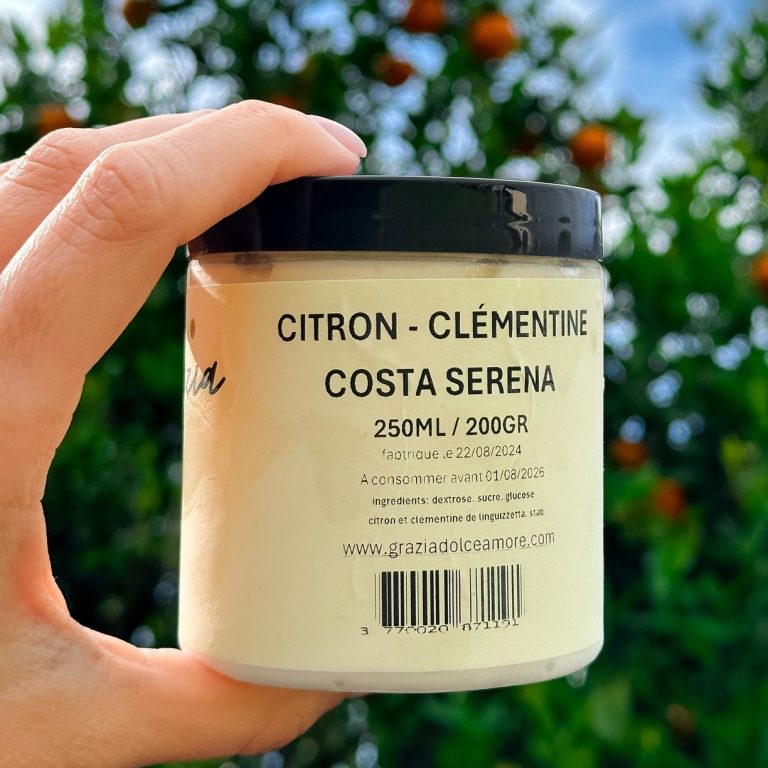 CITRON - CLÉMENTINE
COSTA SERENA
250ML / 200GR
fabrique le 22/08/2024
A consommer avant 01/08/2026
ingredients: dextrose, sucre, glucose
citron et clémentine de linguizzetta, stab
www.graziadolceamore.com
3 770020 871191